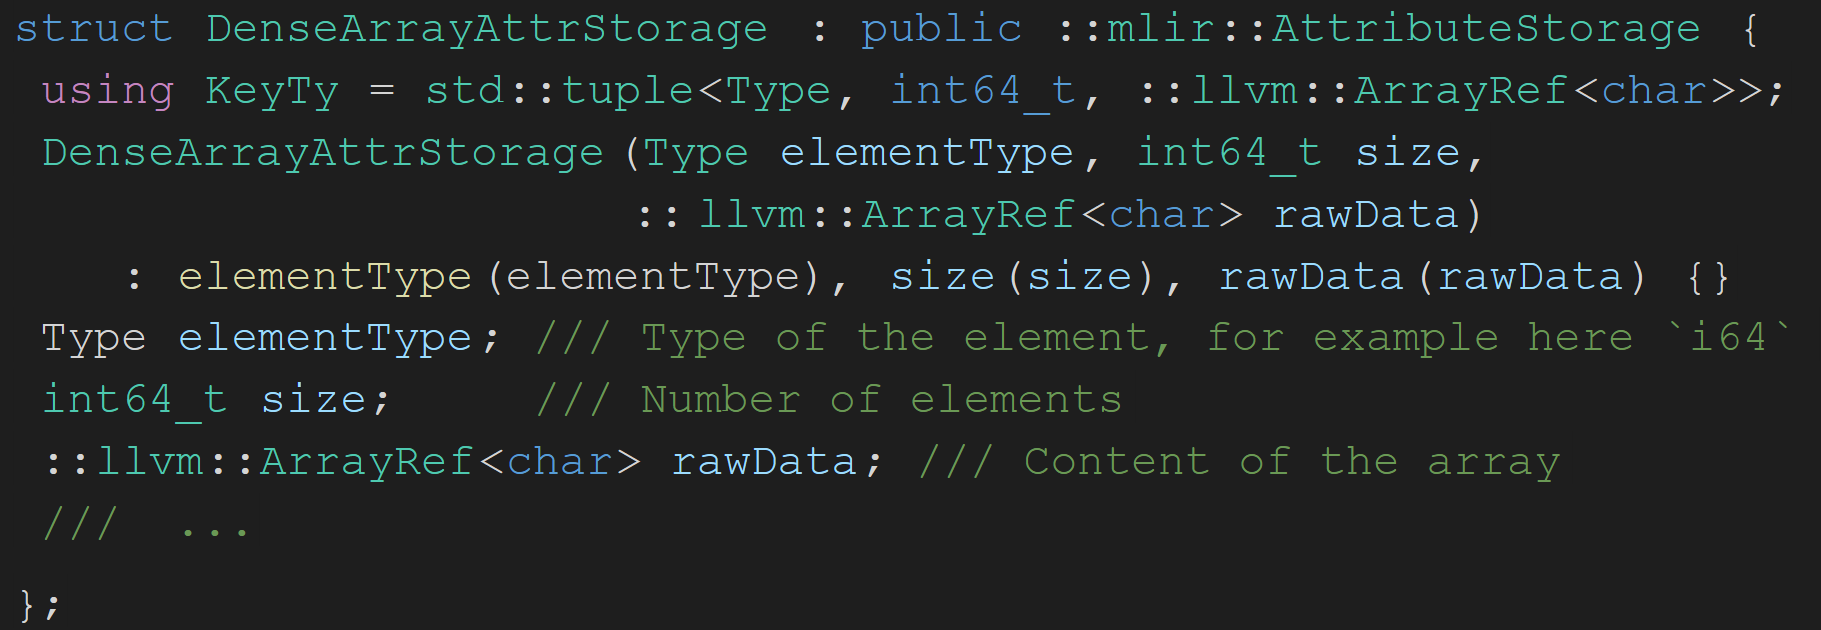 struct DenseArrayAttrStorage : public ::mlir::AttributeStorage {
using KeyTy = std::tuple<Type, int64_t, ::llvm::ArrayRef<char>>;
DenseArrayAttrStorage(Type elementType, int64_t size,
::llvm::ArrayRef<char> rawData)
: elementType(elementType), size(size), rawData(rawData) {}
Type elementType; /// Type of the element, for example here `i64`
int64_t size; /// Number of elements
::llvm::ArrayRef<char> rawData; /// Content of the array
/// ...
};